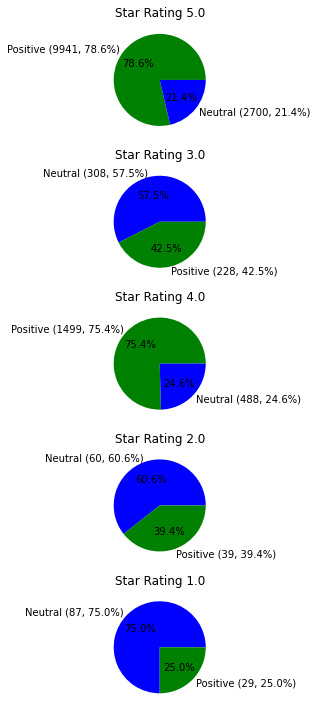 Star Rating 5.0
Positive (9941, 78.6%)
78.6%
21.4%
Neutral (2700, 21.4%)
Star Rating 3.0
Neutral (308, 57.5%)
57.5%
42.5%
Positive (228, 42.5%)
Star Rating 4.0
Positive (1499, 75.4%)
75.4%
24.6%
Neutral (488, 24.6%)
Star Rating 2.0
Neutral (60, 60.6%)
60.6%
39.4%
Positive (39, 39.4%)
Star Rating 1.0
Neutral (87, 75.0%)
75.0%
25.0%
Positive (29, 25.0%)